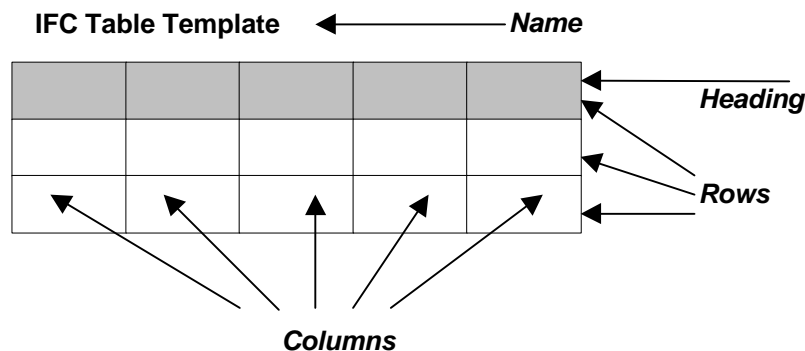 IFC Table Template
Name
Heading
Rows
Columns